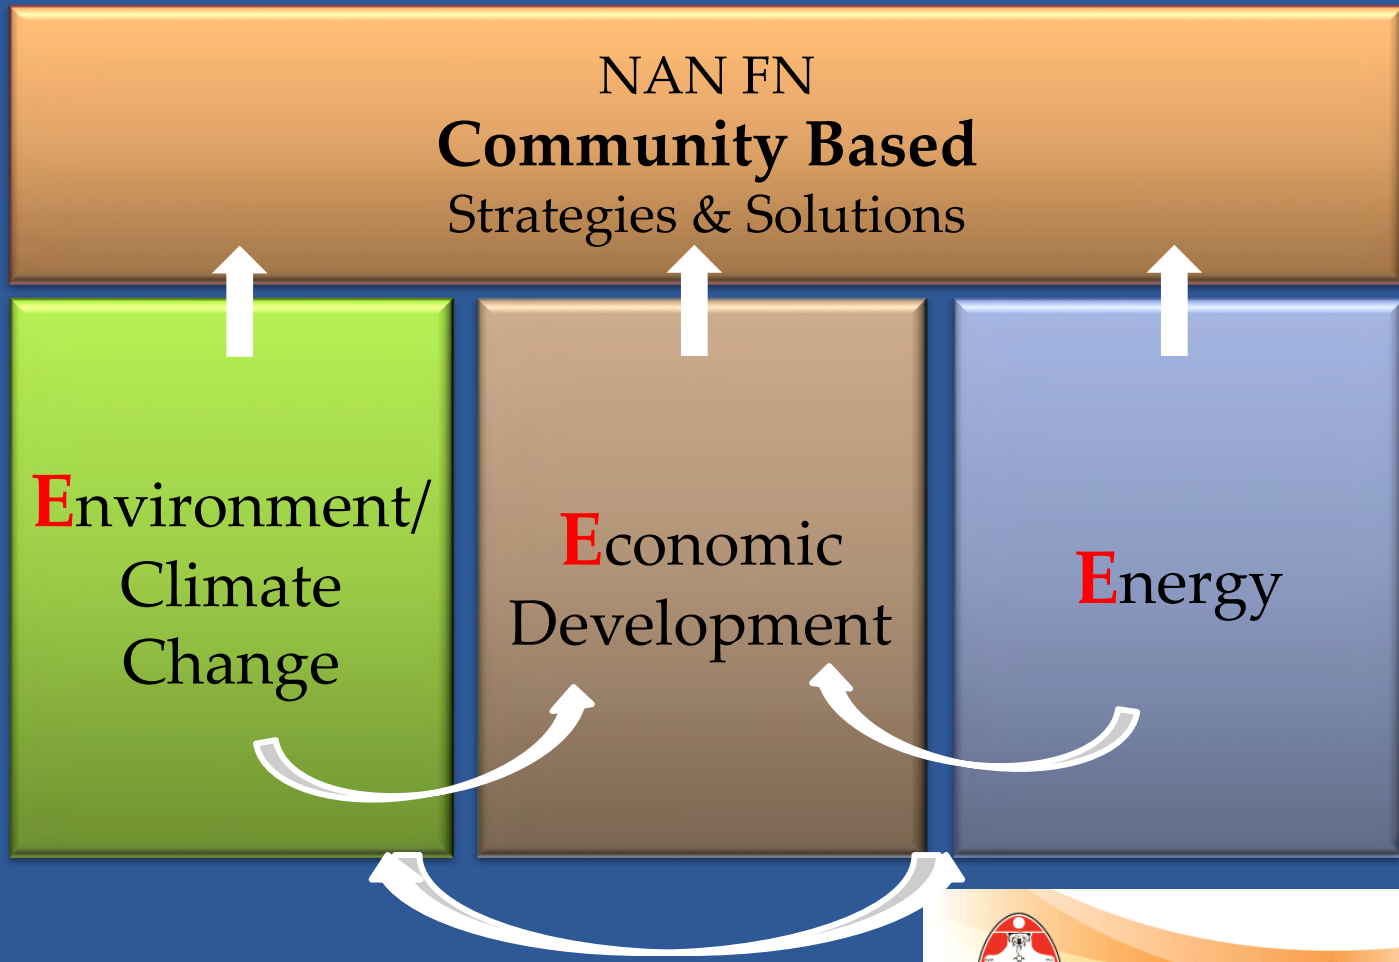 NAN FN
Community Based
Strategies & Solutions
Environment/
Climate
Change
Economic
Development
Energy